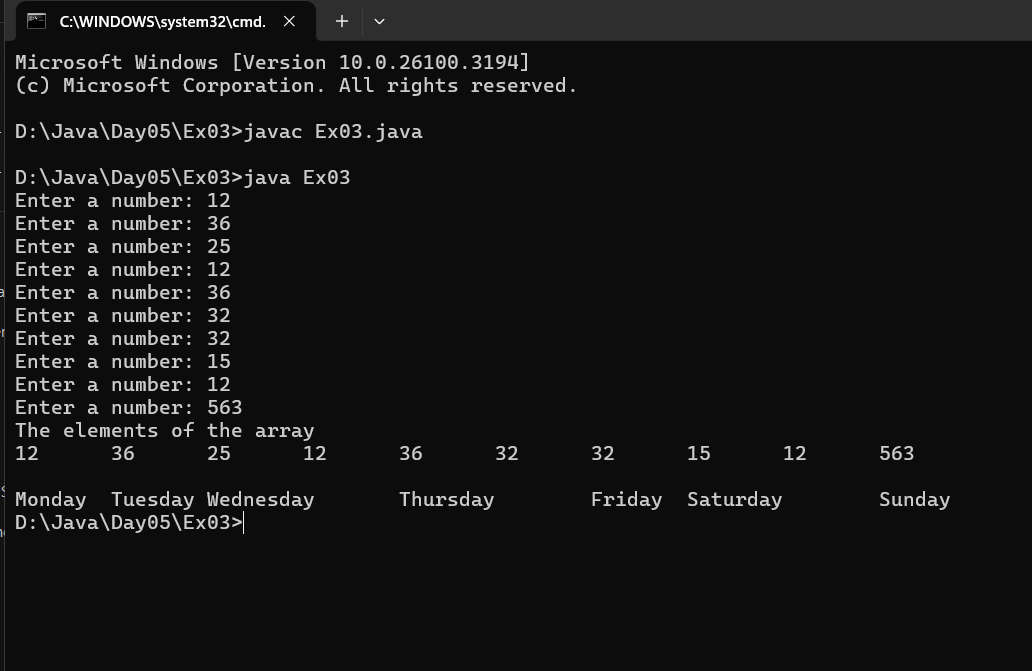 C:\WINDOWS\system32\cmd.
Microsoft Windows [Version 10.0.26100.3194]
(c) Microsoft Corporation. All rights reserved.
D:\Java\Day05\Ex03>javac Ex03.java
D:\Java\Day05\Ex03>java Ex03
Enter a number: 12
Enter a number: 36
Enter a number: 25
Enter a number: 12
Enter a number: 36
Enter a number: 32
Enter a number: 32
Enter a number: 15
Enter a number: 12
Enter a number: 563
The elements of the array
12 36 25 12 36 32 32 15 12 563
Monday Tuesday Wednesday Thursday Friday Saturday Sunday
D:\Java\Day05\Ex03>